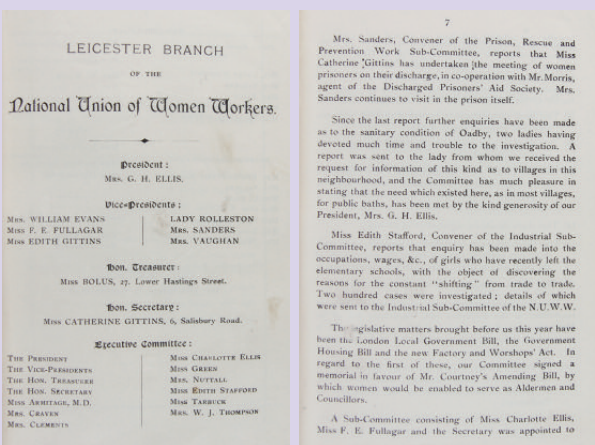 LEICESTER BRANCH
OF THE
National Union of Women Workers.
President:
MRS. G. H. ELLIS.
Vice-Presidents:
MRS. WILLIAM EVANS
MISS F. E. FULLAGAR
MISS EDITH GITTINS
LADY ROLLESTON
MRS. SANDERS
MRS. VAUGHAN
Hon. Treasurer:
MISS BOLUS, 27, Lower Hastings Street.
Hon. Secretary:
MISS CATHERINE GITTINS, 6, Salisbury Road.
Executive Committee:
THE PRESIDENT
THE VICE-PRESIDENTS
THE HON. TREASURER
THE HON. SECRETARY
MISS ARMITAGE, M.D.
MRS. CRAVEN
MRS. CLEMENTS
MISS CHARLOTTE ELLIS
MISS GREEN
MRS. NUTTALL
MISS EDITH STAFFORD
MISS TARBUCK
MRS. W. J. THOMPSON
7
Mrs. Sanders, Convener of the Prison, Rescue and
Prevention Work Sub-Committee, reports that Miss
Catherine Gittins has undertaken the meeting of women
prisoners on their discharge, in co-operation with Mr. Morris,
agent of the Discharged Prisoners' Aid Society. Mrs.
Sanders continues to visit in the prison itself.
Since the last report further enquiries have been made
as to the sanitary condition of Oadby, two ladies having
devoted much time and trouble to the investigation. A
report was sent to the lady from whom we received the
request for information of this kind as to villages in this
neighbourhood, and the Committee has much pleasure in
stating that the need which existed here, as in most villages,
for public baths, has been met by the kind generosity of our
President, Mrs. G. H. Ellis.
Miss Edith Stafford, Convener of the Industrial Sub-
Committee, reports that enquiry has been made into the
occupations, wages, &c., of girls who have recently left the
elementary schools, with the object of discovering the
reasons for the constant "shifting" from trade to trade.
Two hundred cases were investigated; details of which
were sent to the Industrial Sub-Committee of the N.U.W.W.
The legislative matters brought before us this year have
been the London Local Government Bill, the Government
Housing Bill and the new Factory and Worshops' Act. In
regard to the first of these, our Committee signed a
memorial in favour of Mr. Courtney's Amending Bill, by
which women would be enabled to serve as Aldermen and
Councillors.
A Sub Committee consisting of Miss Charlotte Ellis,
Miss F. E. Fullagar and the Secretary was appointed to